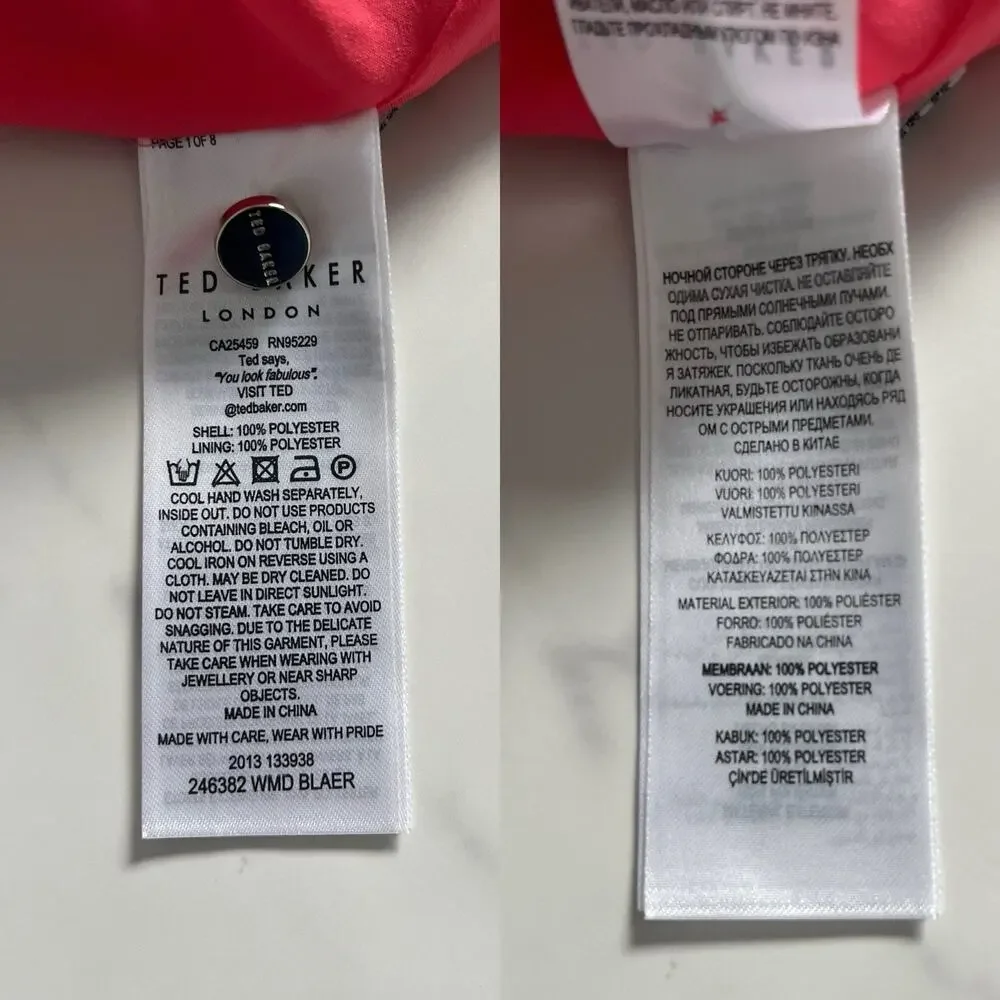 PAGE 1 OF 8
TED BAKER
TED BAKER
LONDON
CA25459 RN95229
Ted says,
"You look fabulous".
VISIT TED
@tedbaker.com
SHELL: 100% POLYESTER
LINING: 100% POLYESTER
P
COOL HAND WASH SEPARATELY,
INSIDE OUT. DO NOT USE PRODUCTS
CONTAINING BLEACH, OIL OR
ALCOHOL. DO NOT TUMBLE DRY.
COOL IRON ON REVERSE USING A
CLOTH. MAY BE DRY CLEANED. DO
NOT LEAVE IN DIRECT SUNLIGHT.
DO NOT STEAM. TAKE CARE TO AVOID
SNAGGING. DUE TO THE DELICATE
NATURE OF THIS GARMENT, PLEASE
TAKE CARE WHEN WEARING WITH
JEWELLERY OR NEAR SHARP
OBJECTS.
MADE IN CHINA
MADE WITH CARE, WEAR WITH PRIDE
2013 133938
246382 WMD BLAER
МАСЛО ИЛИ СПИРТ. НЕ МНИТЕ.
ГЛАДЬТЕ ПРОХЛАДНЫМ УТЮГОМ ПО ИЗНА
НОЧНОЙ СТОРОНЕ ЧЕРЕЗ ТРЯПКУ. НЕОБХ
ОДИМА СУХАЯ ЧИСТКА. НЕ ОСТАВЛЯЙТЕ
ПОД ПРЯМЫМИ СОЛНЕЧНЫМИ ЛУЧАМИ.
НЕ ОТПАРИВАТЬ. СОБЛЮДАЙТЕ ОСТОРО
ЖНОСТЬ, ЧТОБЫ ИЗБЕЖАТЬ ОБРАЗОВАНИ
Я ЗАТЯЖЕК. ПОСКОЛЬКУ ТКАНЬ ОЧЕНЬ ДЕ
ЛИКАТНАЯ, БУДЬТЕ ОСТОРОЖНЫ, КОГДА
НОСИТЕ УКРАШЕНИЯ ИЛИ НАХОДЯСЬ РЯД
ОМ С ОСТРЫМИ ПРЕДМЕТАМИ.
СДЕЛАНО В КИТАЕ
KUORI: 100% POLYESTERI
VUORI: 100% POLYESTERI
VALMISTETTU KIINASSA
ΚΕΛΥΦΟΣ: 100% ΠΟΛΥΕΣΤΕΡ
ΦΟΔΡΑ: 100% ΠΟΛΥΕΣΤΕΡ
ΚΑΤΑΣΚΕΥΑΖΕΤΑΙ ΣΤΗΝ ΚΙΝΑ
MATERIAL EXTERIOR: 100% POLIÉSTER
FORRO: 100% POLIÉSTER
FABRICADO NA CHINA
MEMBRAAN: 100% POLYESTER
VOERING: 100% POLYESTER
MADE IN CHINA
KABUK: 100% POLYESTER
ASTAR: 100% POLYESTER
ÇİN'DE ÜRETİLMİŞTİR